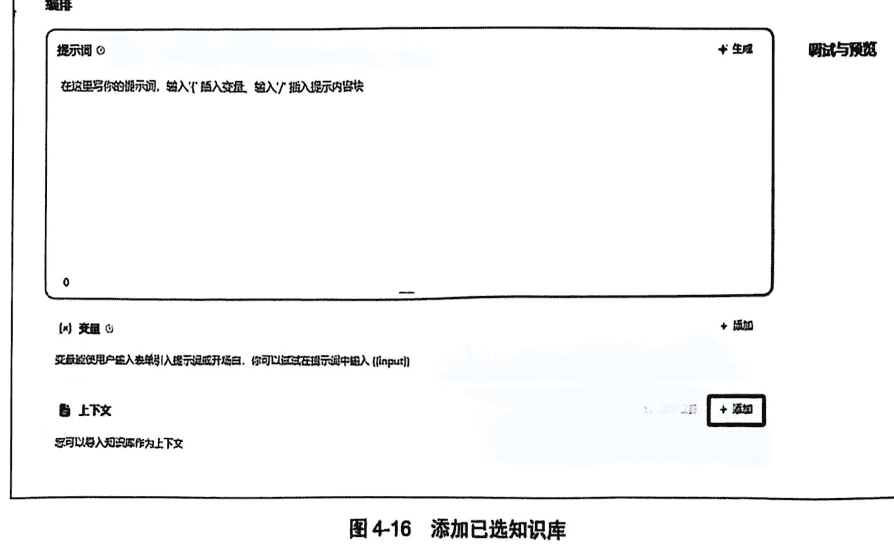 编排
提示词
+ 生成
调试与预览
在这里写你的提示词，输入'{' 插入变量、输入'/' 插入提示内容块
0
{x} 变量
+ 添加
变量能使用户输入表单引入提示词或开场白，你可以试试在提示词中输入 {{input}}
上下文
+ 添加
您可以导入知识库作为上下文
图 4-16 添加已选知识库